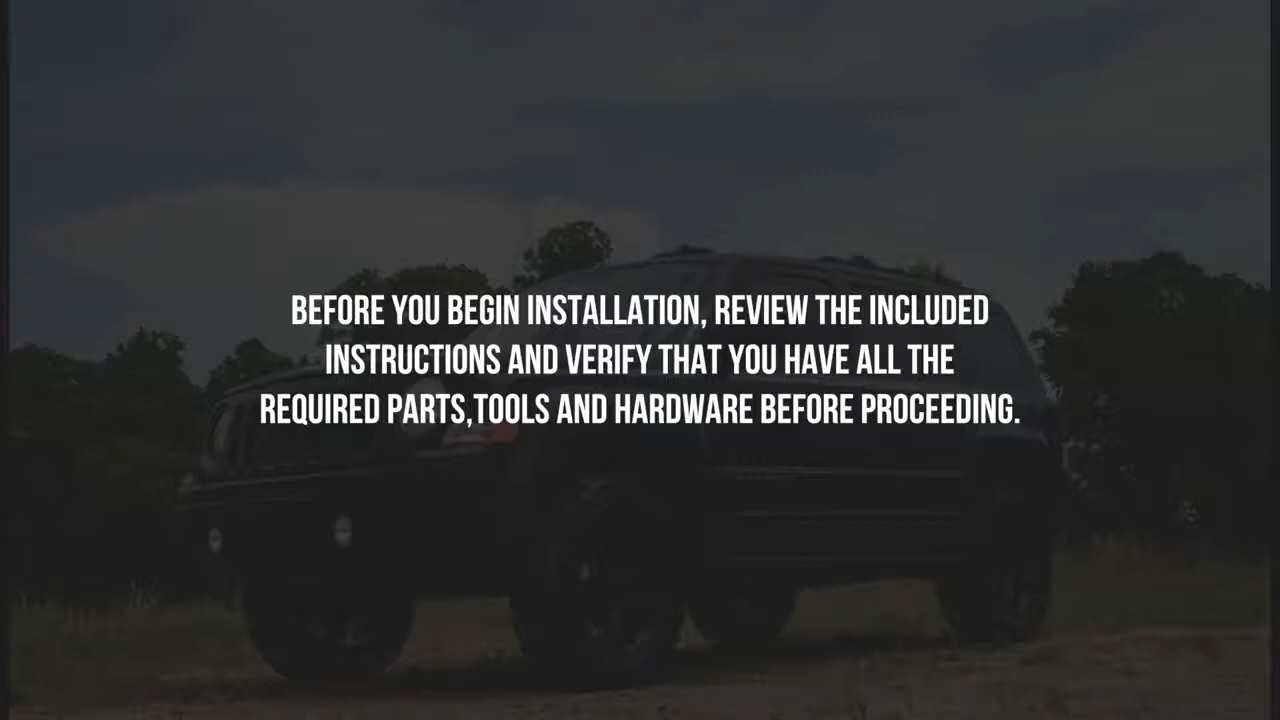 BEFORE YOU BEGIN INSTALLATION, REVIEW THE INCLUDED
INSTRUCTIONS AND VERIFY THAT YOU HAVE ALL THE
REQUIRED PARTS,TOOLS AND HARDWARE BEFORE PROCEEDING.